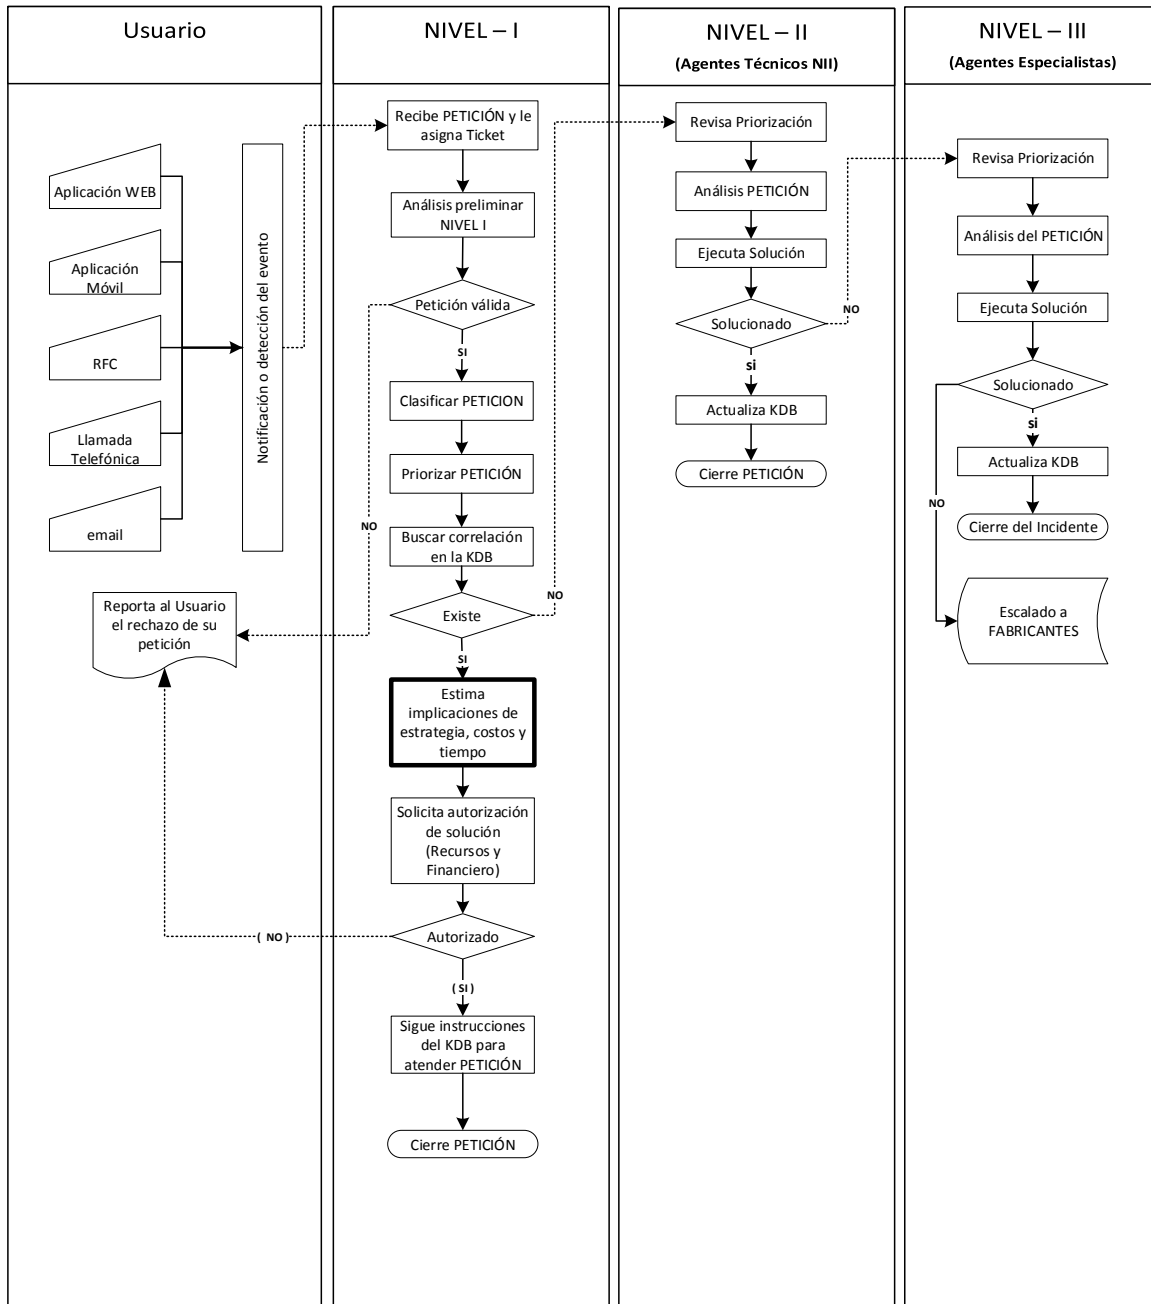 Usuario
Aplicación WEB
Aplicación
Móvil
RFC
Llamada
Telefónica
email
Notificación o detección del evento
Reporta al Usuario
el rechazo de su
petición
NIVEL – I
Recibe PETICIÓN y le
asigna Ticket
Análisis preliminar
NIVEL I
Petición válida
NO
SI
Clasificar PETICION
Priorizar PETICIÓN
Buscar correlación
en la KDB
Existe
NO
SI
Estima
implicaciones de
estrategia, costos y
tiempo
Solicita autorización
de solución
(Recursos y
Financiero)
Autorizado
( NO )
( SI )
Sigue instrucciones
del KDB para
atender PETICIÓN
Cierre PETICIÓN
NIVEL – II
(Agentes Técnicos NII)
Revisa Priorización
Análisis PETICIÓN
Ejecuta Solución
Solucionado
NO
si
Actualiza KDB
Cierre PETICIÓN
NIVEL – III
(Agentes Especialistas)
Revisa Priorización
Análisis del PETICIÓN
Ejecuta Solución
Solucionado
si
NO
Actualiza KDB
Cierre del Incidente
Escalado a
FABRICANTES